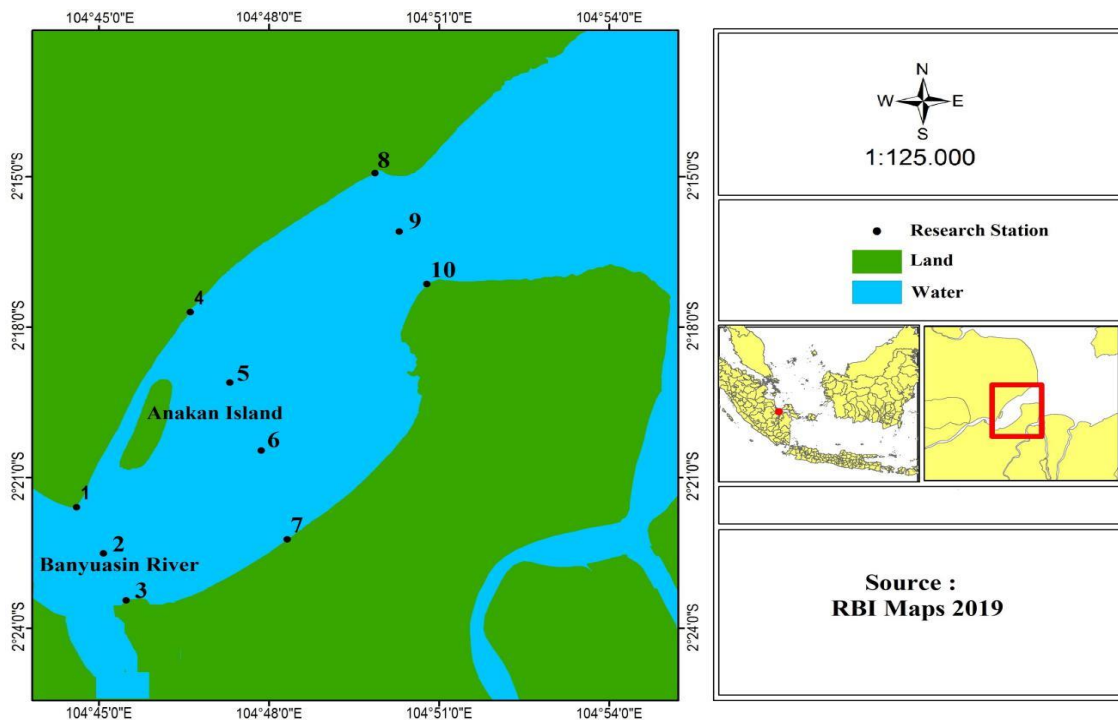 104°45'0"E 104°48'0"E 104°51'0"E 104°54'0"E
2°15'0"S
2°18'0"S
2°21'0"S
2°24'0"S
8
9
10
4
5
Anakan Island
6
1
7
2
Banyuasin River
3
2°15'0"S
2°18'0"S
2°21'0"S
2°24'0"S
104°45'0"E 104°48'0"E 104°51'0"E 104°54'0"E
N
W E
S
1:125.000
Research Station
Land
Water
Source :
RBI Maps 2019